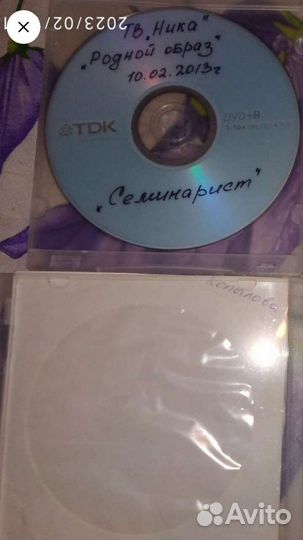 2023/02/
ТВ „Ника"
„Родной образ"
10.02.2013г
TDK
DVD+R
„Семинарист"
Avito